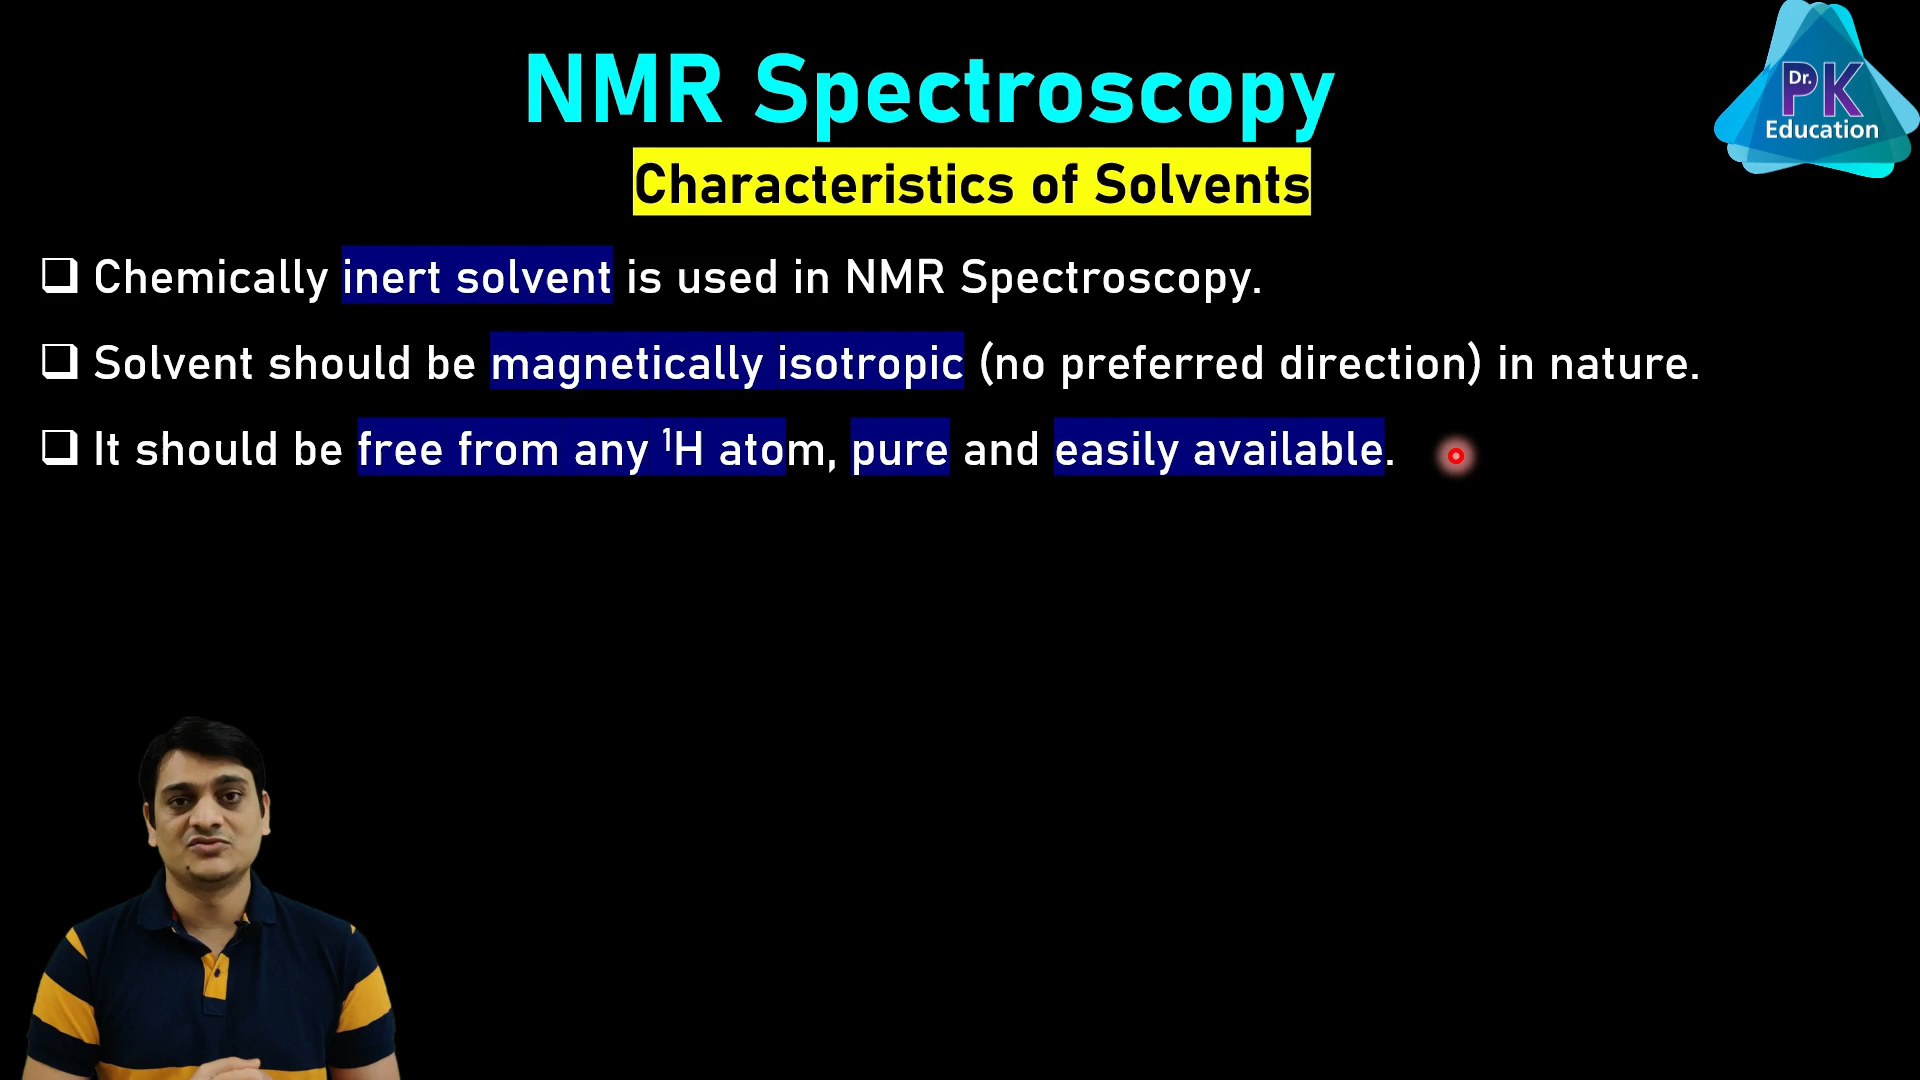 NMR Spectroscopy
Characteristics of Solvents
❑ Chemically inert solvent is used in NMR Spectroscopy.
❑ Solvent should be magnetically isotropic (no preferred direction) in nature.
❑ It should be free from any ¹H atom, pure and easily available.
Dr.
PK
Education